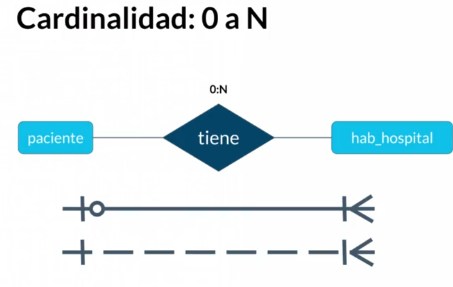 Cardinalidad: 0 a N
0:N
paciente
tiene
hab_hospital